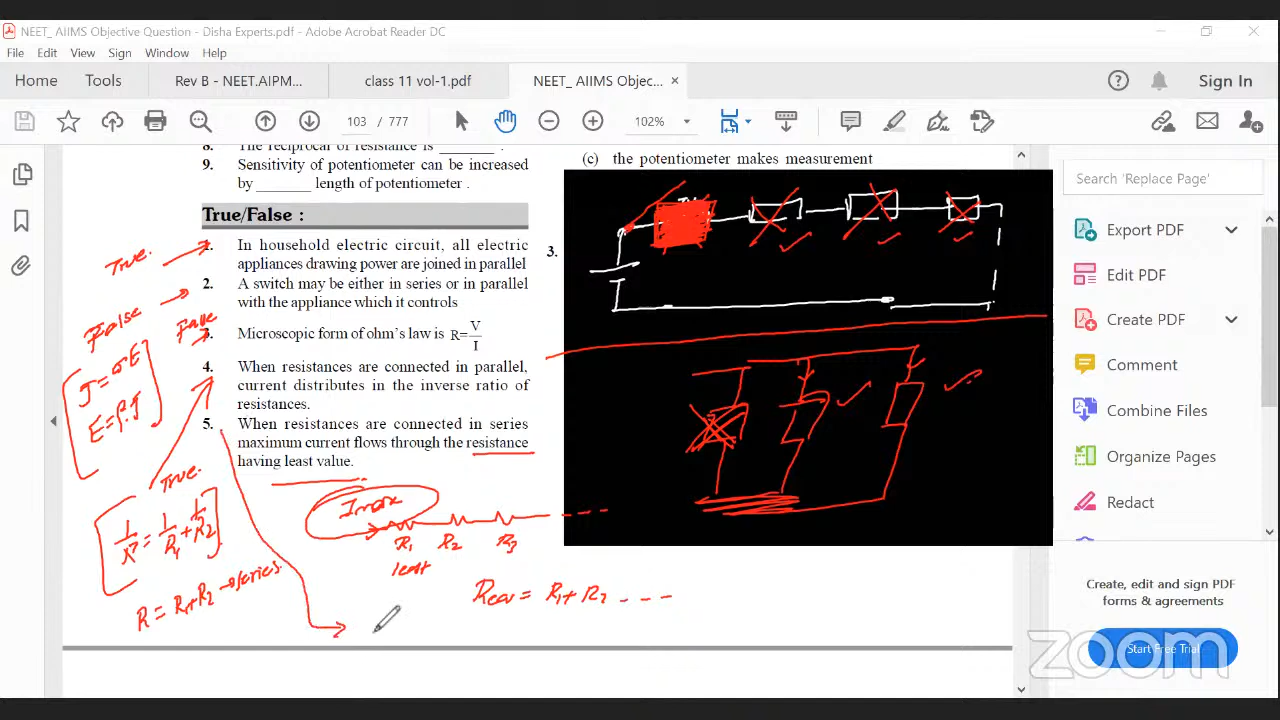 NEET_ AIIMS Objective Question - Disha Experts.pdf - Adobe Acrobat Reader DC
File Edit View Sign Window Help
Home Tools Rev B - NEET.AIPM... class 11 vol-1.pdf NEET_ AIIMS Objec... × Sign In
103 / 777 102%
8. The reciprocal of resistance is ________ .
9. Sensitivity of potentiometer can be increased
by _______ length of potentiometer .
(c) the potentiometer makes measurement
Search 'Replace Page'
True/False :
1. In household electric circuit, all electric
appliances drawing power are joined in parallel
2. A switch may be either in series or in parallel
with the appliance which it controls
3 Microscopic form of ohm's law is R=V/I
4. When resistances are connected in parallel,
current distributes in the inverse ratio of
resistances.
5. When resistances are connected in series
maximum current flows through the resistance
having least value.
3.
True.
False
J = σE
E = ρ.J
True.
1/R = 1/R1 + 1/R2
R = R1+R2 → series
Imax
R1 R2 R3
least
R1 + R2 - - -
Export PDF
Edit PDF
Create PDF
Comment
Combine Files
Organize Pages
Redact
Create, edit and sign PDF
forms & agreements
Start Free Trial
zoom